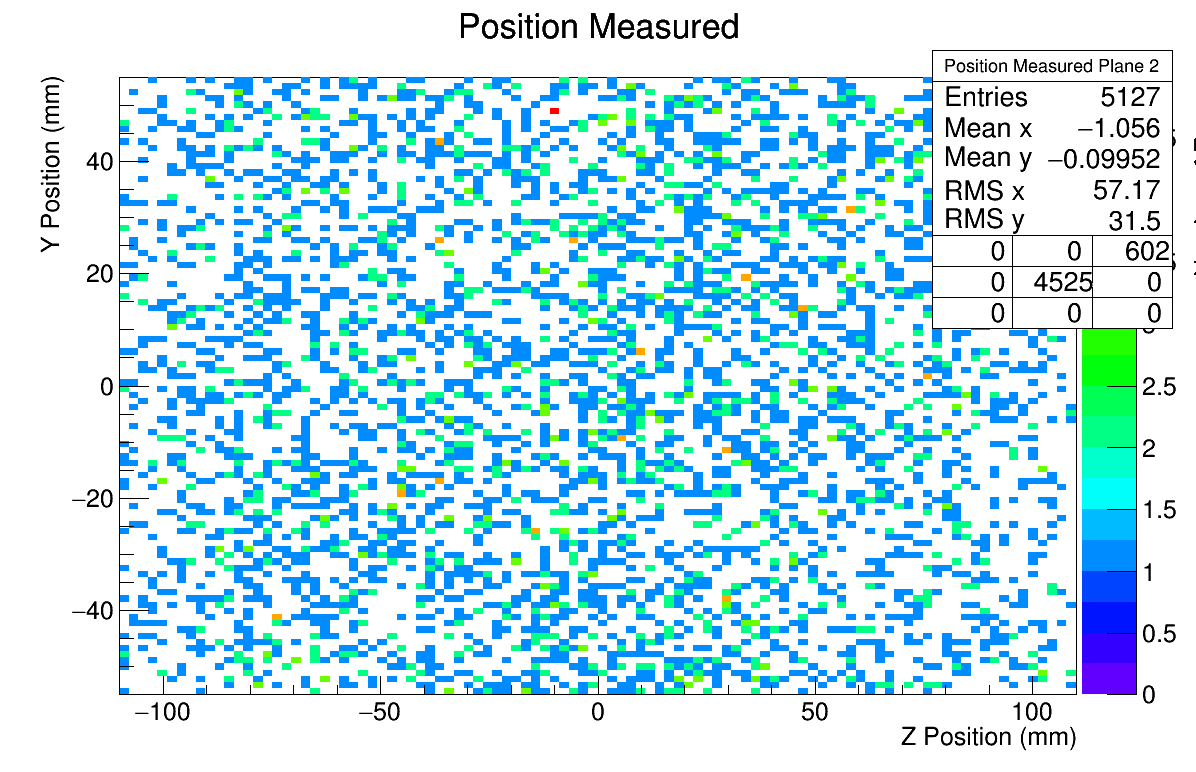 Position Measured
Y Position (mm)
40
20
0
−20
−40
−100
−50
0
50
100
Z Position (mm)
Position Measured Plane 2
Entries 5127
Mean x −1.056
Mean y −0.09952
RMS x 57.17
RMS y 31.5
0 0 602
0 4525 0
0 0 0
2.5
2
1.5
1
0.5
0